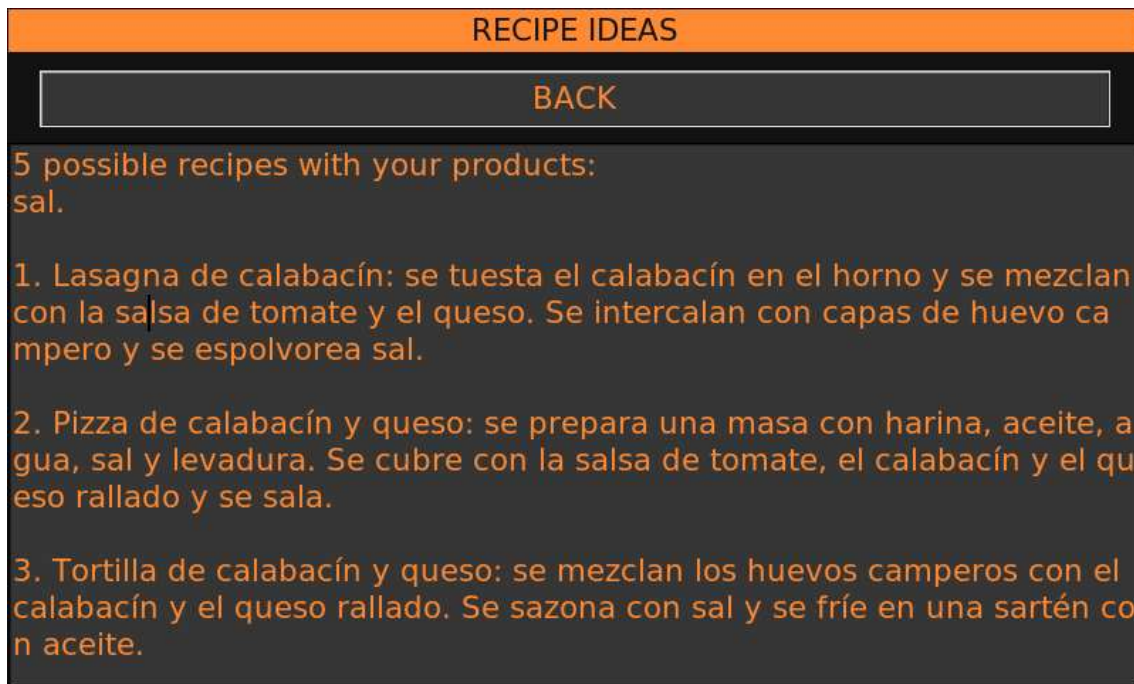 RECIPE IDEAS
BACK
5 possible recipes with your products:
sal.
1. Lasagna de calabacín: se tuesta el calabacín en el horno y se mezclan
con la salsa de tomate y el queso. Se intercalan con capas de huevo ca
mpero y se espolvorea sal.
2. Pizza de calabacín y queso: se prepara una masa con harina, aceite, a
gua, sal y levadura. Se cubre con la salsa de tomate, el calabacín y el qu
eso rallado y se sala.
3. Tortilla de calabacín y queso: se mezclan los huevos camperos con el
calabacín y el queso rallado. Se sazona con sal y se fríe en una sartén co
n aceite.